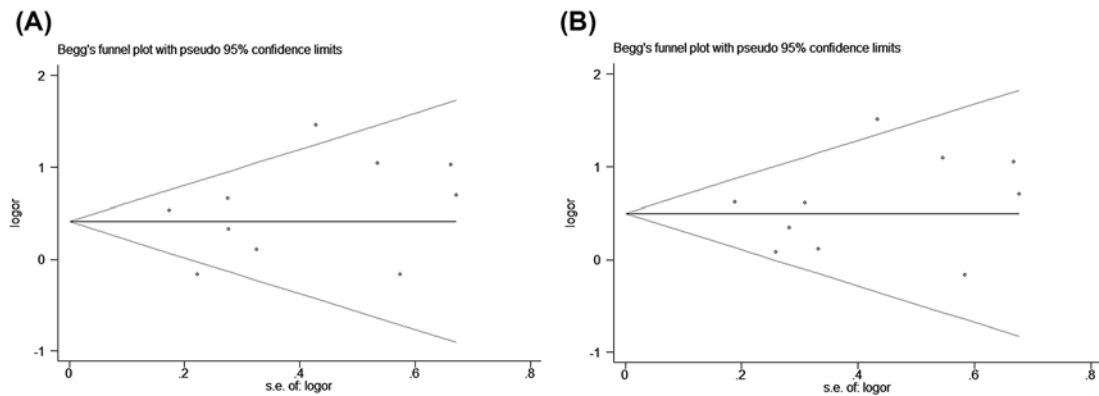 (A)
Begg's funnel plot with pseudo 95% confidence limits
2
1
0
-1
logor
0 .2 .4 .6 .8
s.e. of: logor
(B)
Begg's funnel plot with pseudo 95% confidence limits
2
1
0
-1
logor
0 .2 .4 .6 .8
s.e. of: logor